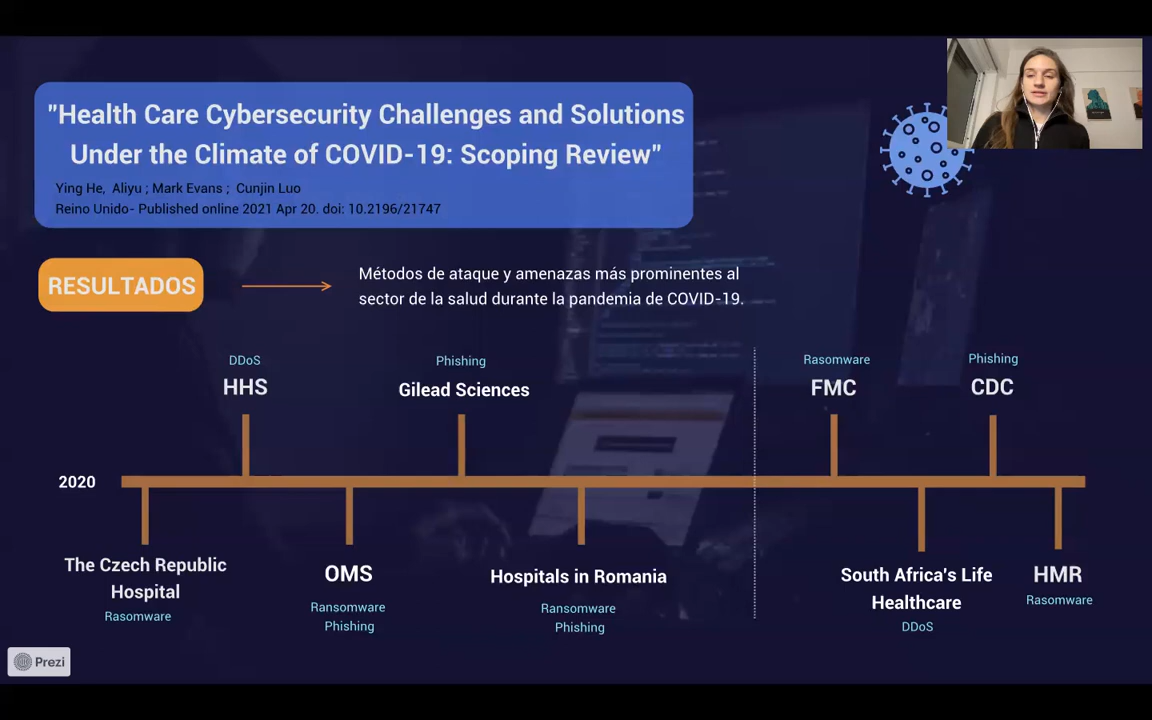 "Health Care Cybersecurity Challenges and Solutions
Under the Climate of COVID-19: Scoping Review"
Ying He, Aliyu ; Mark Evans ; Cunjin Luo
Reino Unido- Published online 2021 Apr 20. doi: 10.2196/21747
RESULTADOS
Métodos de ataque y amenazas más prominentes al
sector de la salud durante la pandemia de COVID-19.
DDoS
HHS
Phishing
Gilead Sciences
Rasomware
FMC
Phishing
CDC
2020
The Czech Republic
Hospital
Rasomware
OMS
Ransomware
Phishing
Hospitals in Romania
Ransomware
Phishing
South Africa's Life
Healthcare
DDoS
HMR
Rasomware
Prezi